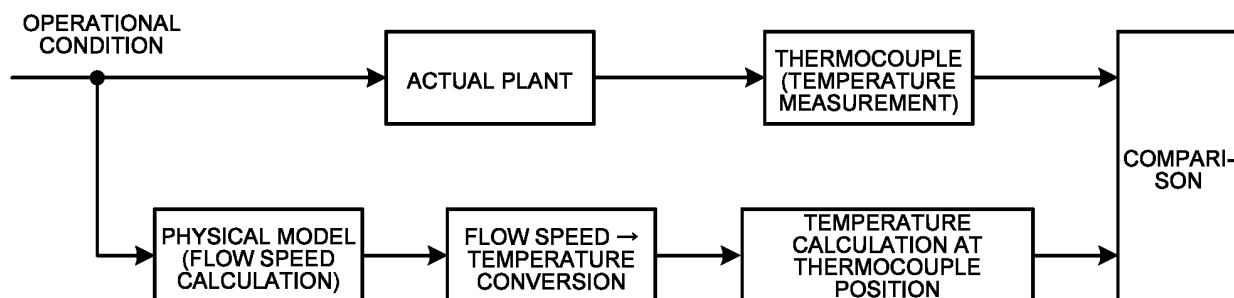 OPERATIONAL
CONDITION
ACTUAL PLANT
THERMOCOUPLE
(TEMPERATURE
MEASUREMENT)
COMPARI-
SON
PHYSICAL MODEL
(FLOW SPEED
CALCULATION)
FLOW SPEED →
TEMPERATURE
CONVERSION
TEMPERATURE
CALCULATION AT
THERMOCOUPLE
POSITION